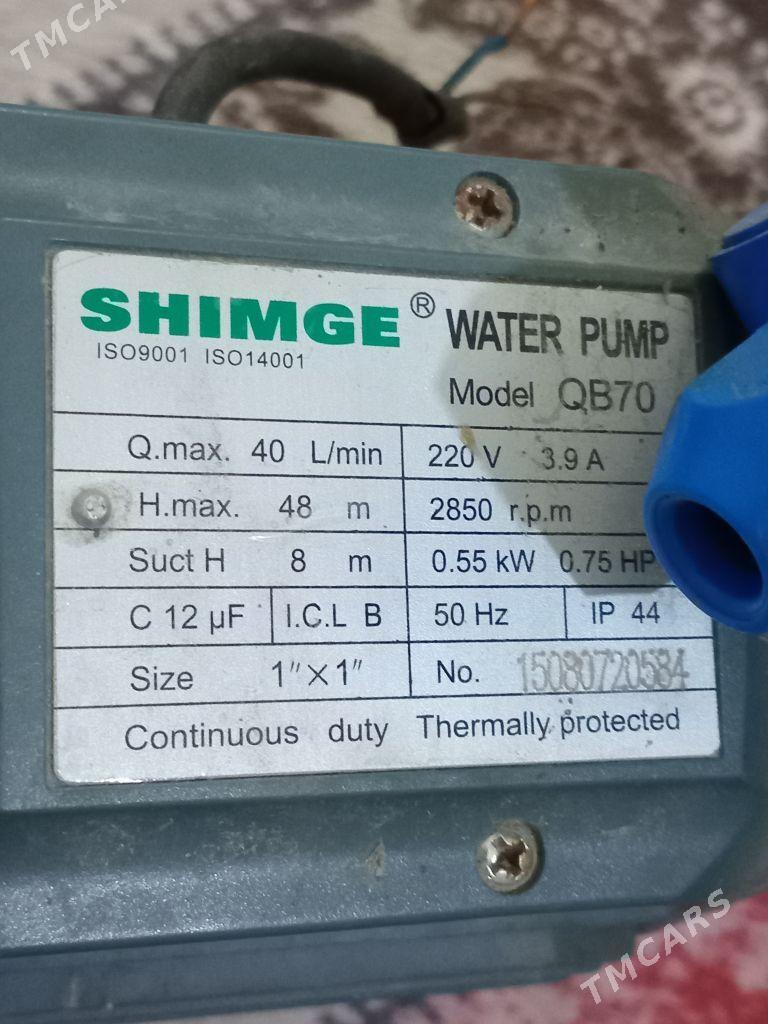 TMCARS
SHIMGE® WATER PUMP
ISO9001 ISO14001
Model QB70
Q.max. 40 L/min 220 V 3.9 A
H.max. 48 m 2850 r.p.m
Suct H 8 m 0.55 kW 0.75 HP
C 12 µF I.C.L B 50 Hz IP 44
Size 1"×1" No. 15080720584
Continuous duty Thermally protected
TMCARS